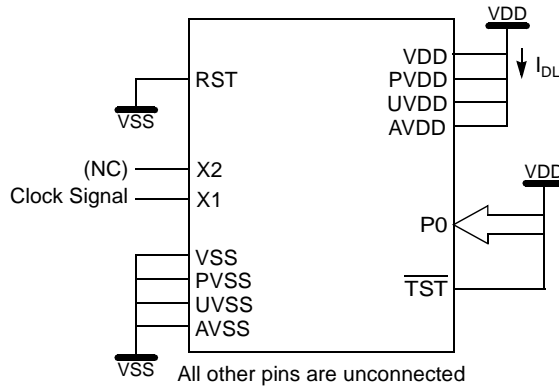 VDD
VDD
PVDD
UVDD
AVDD
I_DL
RST
VSS
(NC)
X2
Clock Signal
X1
VDD
P0
TST
VSS
PVSS
UVSS
AVSS
VSS
All other pins are unconnected